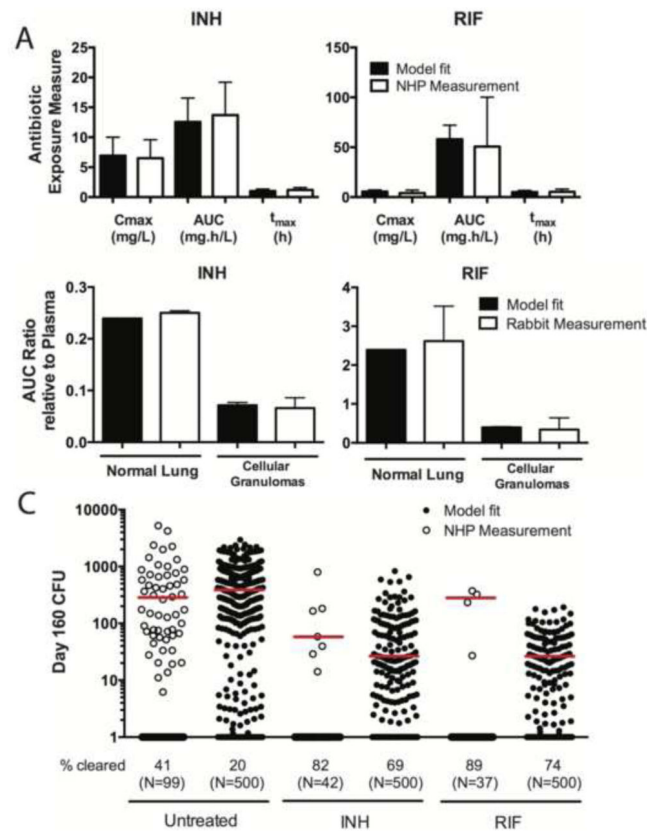 A
INH
Antibiotic
Exposure Measure
25
20
15
10
5
0
Cmax
(mg/L)
AUC
(mg.h/L)
tmax
(h)
RIF
150
100
50
0
Model fit
NHP Measurement
Cmax
(mg/L)
AUC
(mg.h/L)
tmax
(h)
INH
AUC Ratio
relative to Plasma
0.3
0.2
0.1
0.0
Normal Lung
Cellular
Granulomas
RIF
4
3
2
1
0
Model fit
Rabbit Measurement
Normal Lung
Cellular
Granulomas
C
Model fit
NHP Measurement
Day 160 CFU
10000
1000
100
10
1
% cleared 41 20 82 69 89 74
(N=99) (N=500) (N=42) (N=500) (N=37) (N=500)
Untreated INH RIF